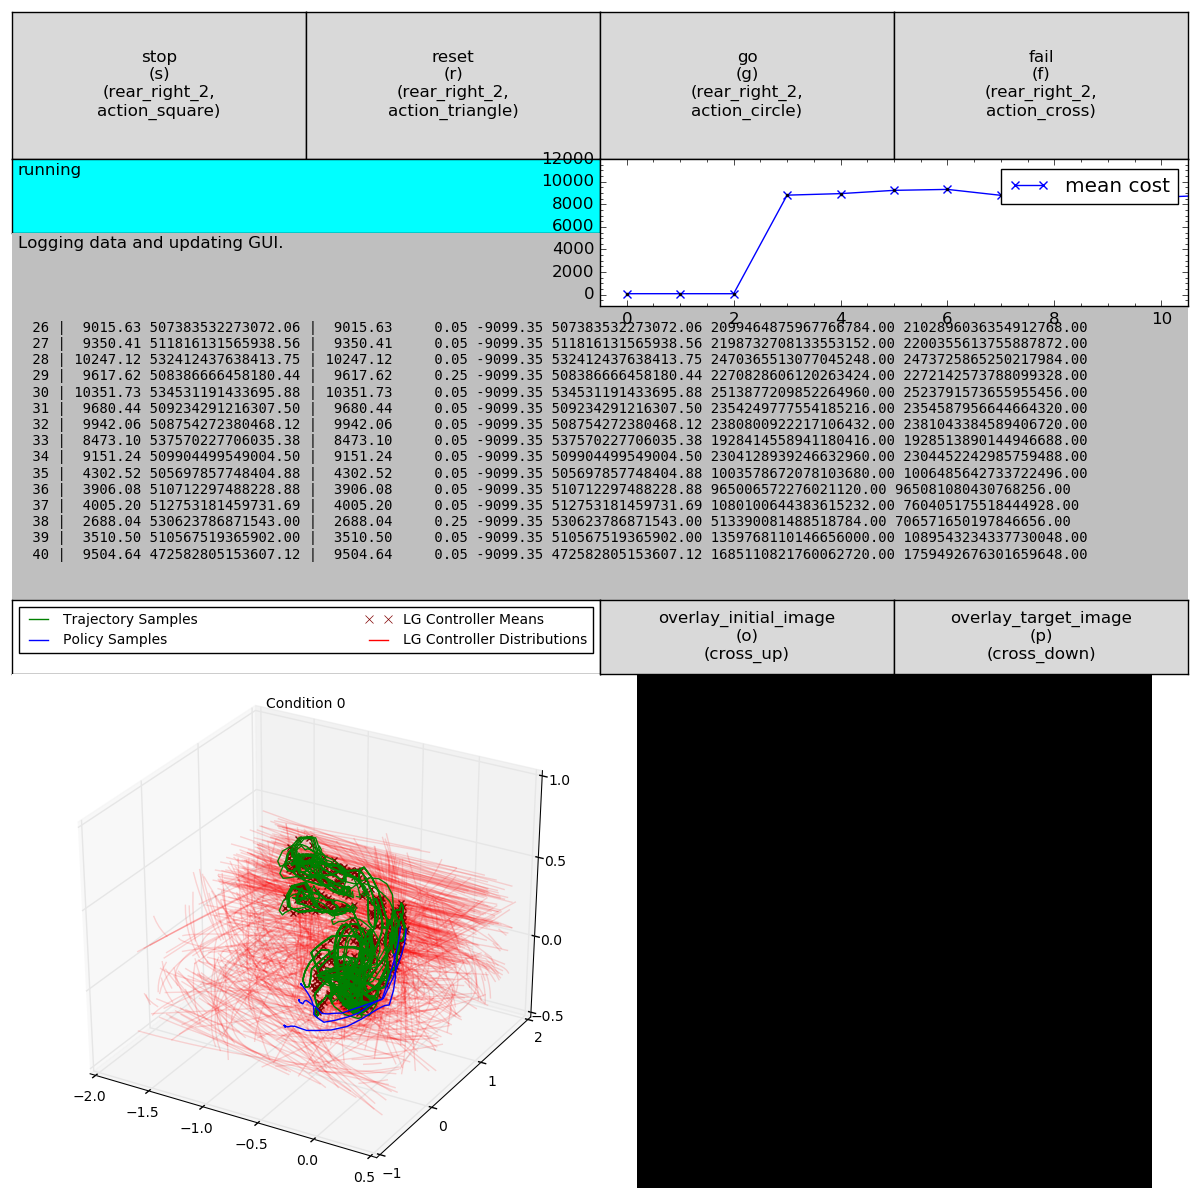 stop
(s)
(rear_right_2,
action_square)
reset
(r)
(rear_right_2,
action_triangle)
go
(g)
(rear_right_2,
action_circle)
fail
(f)
(rear_right_2,
action_cross)
running
Logging data and updating GUI.
12000
10000
8000
6000
4000
2000
0
mean cost
0 2 4 6 8 10
26 | 9015.63 507383532273072.06 | 9015.63 0.05 -9099.35 507383532273072.06 2099464875967766784.00 2102896036354912768.00
27 | 9350.41 511816131565938.56 | 9350.41 0.05 -9099.35 511816131565938.56 2198732708133553152.00 2200355613755887872.00
28 | 10247.12 532412437638413.75 | 10247.12 0.05 -9099.35 532412437638413.75 2470365513077045248.00 2473725865250217984.00
29 | 9617.62 508386666458180.44 | 9617.62 0.25 -9099.35 508386666458180.44 2270828606120263424.00 2272142573788099328.00
30 | 10351.73 534531191433695.88 | 10351.73 0.05 -9099.35 534531191433695.88 2513877209852264960.00 2523791573655955456.00
31 | 9680.44 509234291216307.50 | 9680.44 0.05 -9099.35 509234291216307.50 2354249777554185216.00 2354587956644664320.00
32 | 9942.06 508754272380468.12 | 9942.06 0.05 -9099.35 508754272380468.12 2380800922217106432.00 2381043384589406720.00
33 | 8473.10 537570227706035.38 | 8473.10 0.05 -9099.35 537570227706035.38 1928414558941180416.00 1928513890144946688.00
34 | 9151.24 509904499549004.50 | 9151.24 0.05 -9099.35 509904499549004.50 2304128939246632960.00 2304452242985759488.00
35 | 4302.52 505697857748404.88 | 4302.52 0.05 -9099.35 505697857748404.88 1003578672078103680.00 1006485642733722496.00
36 | 3906.08 510712297488228.88 | 3906.08 0.05 -9099.35 510712297488228.88 965006572276021120.00 965081080430768256.00
37 | 4005.20 512753181459731.69 | 4005.20 0.05 -9099.35 512753181459731.69 1080100644383615232.00 760405175518444928.00
38 | 2688.04 530623786871543.00 | 2688.04 0.25 -9099.35 530623786871543.00 513390081488518784.00 706571650197846656.00
39 | 3510.50 510567519365902.00 | 3510.50 0.05 -9099.35 510567519365902.00 1359768110146656000.00 1089543234337730048.00
40 | 9504.64 472582805153607.12 | 9504.64 0.05 -9099.35 472582805153607.12 1685110821760062720.00 1759492676301659648.00
Trajectory Samples
Policy Samples
LG Controller Means
LG Controller Distributions
overlay_initial_image
(o)
(cross_up)
overlay_target_image
(p)
(cross_down)
Condition 0
1.0
0.5
0.0
−0.5
2
1
0
−1
−2.0
−1.5
−1.0
−0.5
0.0
0.5